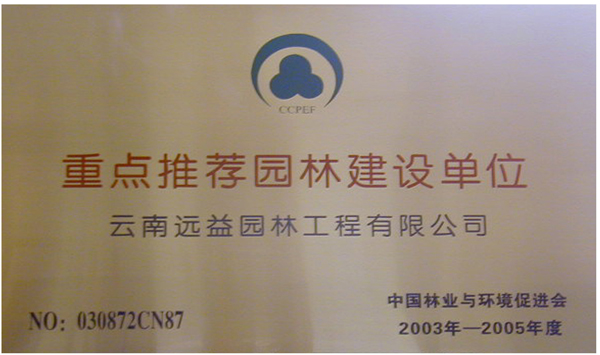 CCPEF
重点推荐园林建设单位
云南远益园林工程有限公司
中国林业与环境促进会
NO: 030872CN87
2003年—2005年度